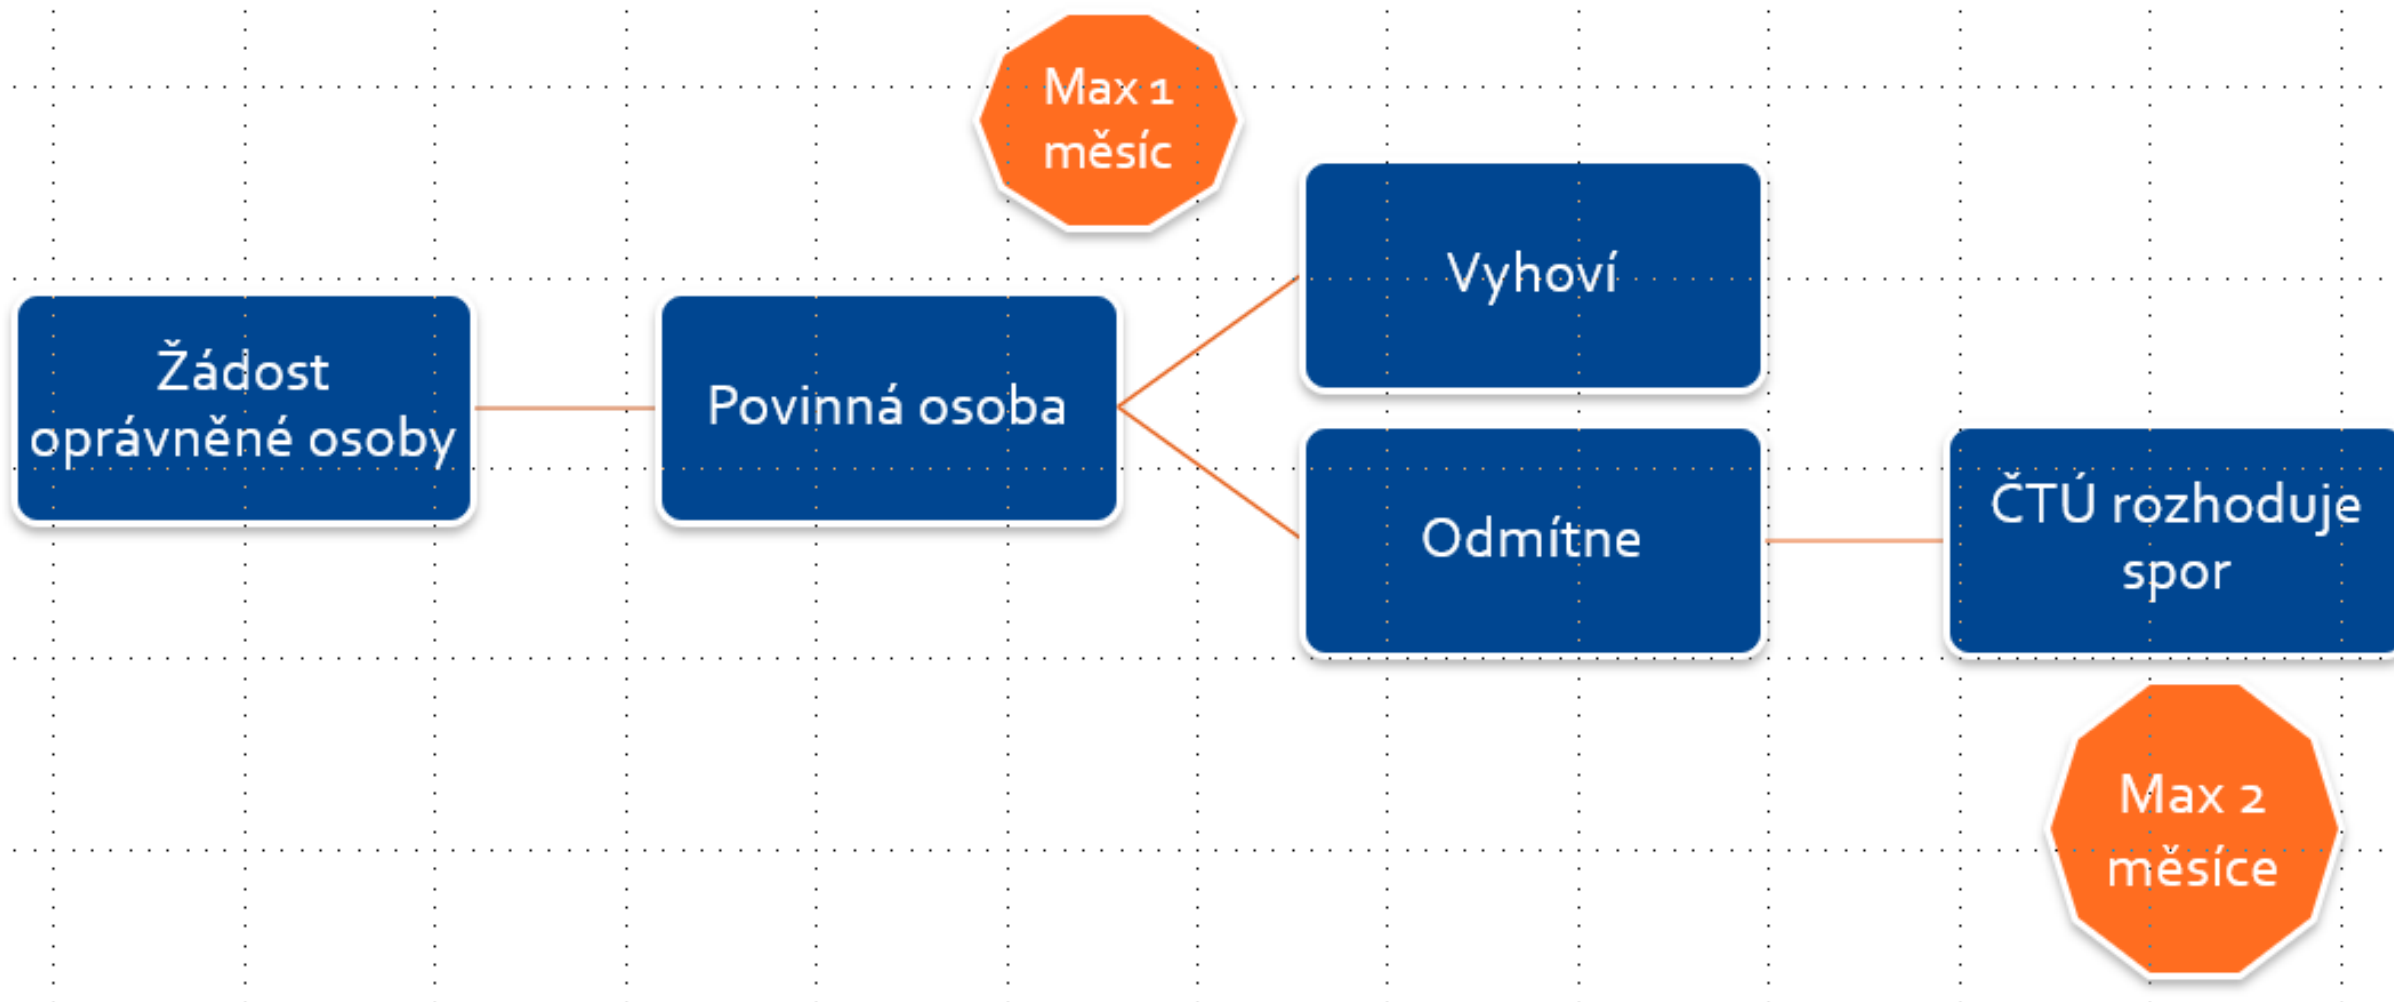 Max 1
měsíc
Vyhoví
Žádost
oprávněné osoby
Povinná osoba
Odmítne
ČTÚ rozhoduje
spor
Max 2
měsíce